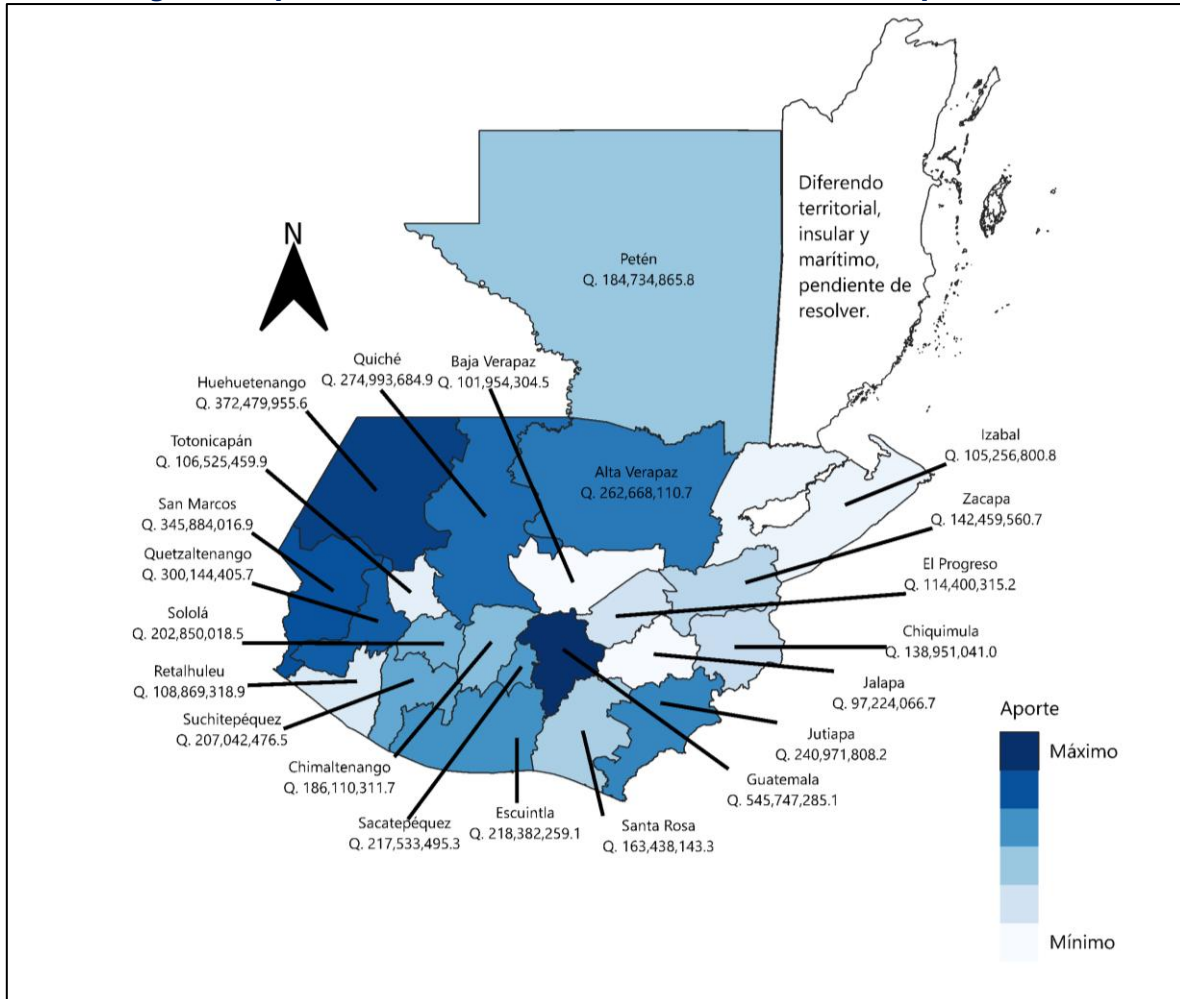 N
Diferendo
territorial,
insular y
marítimo,
pendiente de
resolver.
Petén
Q. 184,734,865.8
Quiché
Q. 274,993,684.9
Baja Verapaz
Q. 101,954,304.5
Huehuetenango
Q. 372,479,955.6
Totonicapán
Q. 106,525,459.9
San Marcos
Q. 345,884,016.9
Quetzaltenango
Q. 300,144,405.7
Sololá
Q. 202,850,018.5
Retalhuleu
Q. 108,869,318.9
Suchitepéquez
Q. 207,042,476.5
Chimaltenango
Q. 186,110,311.7
Sacatepéquez
Q. 217,533,495.3
Escuintla
Q. 218,382,259.1
Santa Rosa
Q. 163,438,143.3
Alta Verapaz
Q. 262,668,110.7
Izabal
Q. 105,256,800.8
Zacapa
Q. 142,459,560.7
El Progreso
Q. 114,400,315.2
Chiquimula
Q. 138,951,041.0
Jalapa
Q. 97,224,066.7
Jutiapa
Q. 240,971,808.2
Guatemala
Q. 545,747,285.1
Aporte
Máximo
Mínimo